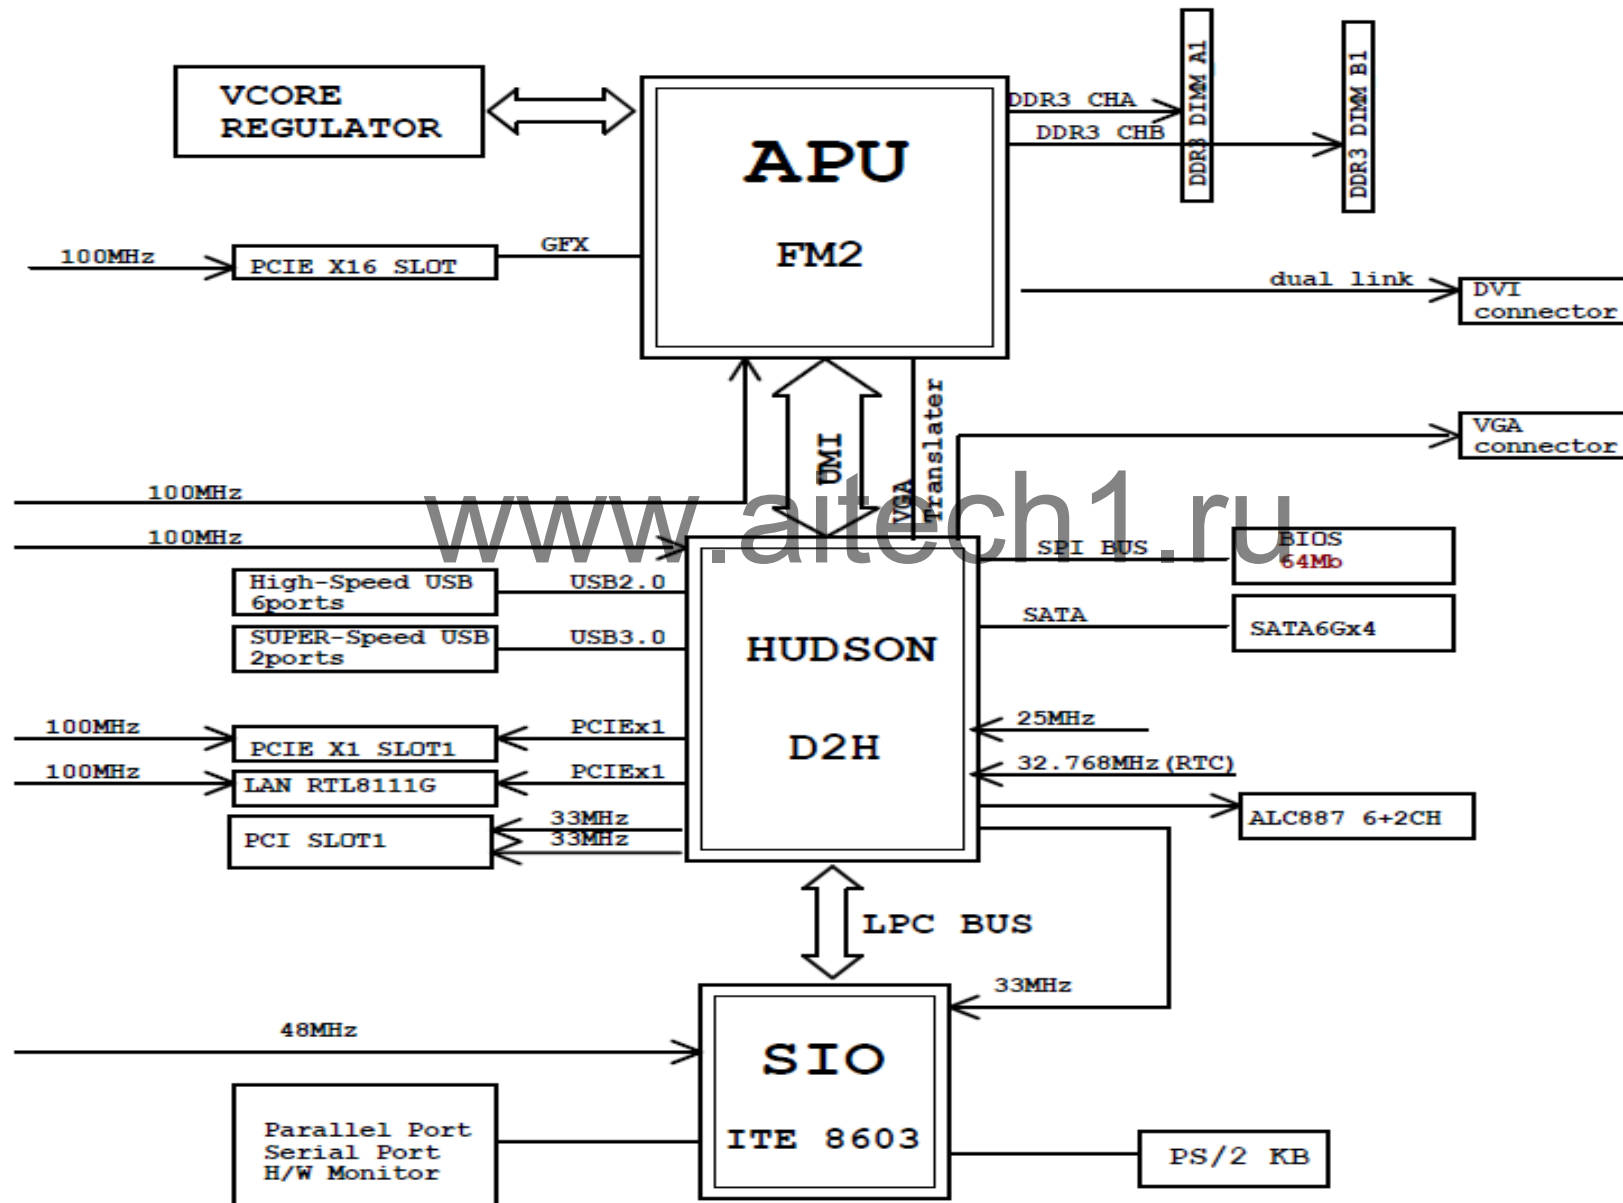 VCORE
REGULATOR
APU
FM2
DDR3 CHA
DDR3 CHB
DDR3 DIMM A1
DDR3 DIMM B1
100MHz
PCIE X16 SLOT
GFX
dual link
DVI
connector
UMI
VGA
Translater
VGA
connector
100MHz
100MHz
www.aitech1.ru
SPI BUS
BIOS
64Mb
High-Speed USB
6ports
USB2.0
SUPER-Speed USB
2ports
USB3.0
HUDSON
D2H
SATA
SATA6Gx4
100MHz
PCIE X1 SLOT1
PCIEx1
25MHz
100MHz
LAN RTL8111G
PCIEx1
32.768MHz(RTC)
PCI SLOT1
33MHz
33MHz
ALC887 6+2CH
LPC BUS
33MHz
48MHz
SIO
ITE 8603
Parallel Port
Serial Port
H/W Monitor
PS/2 KB